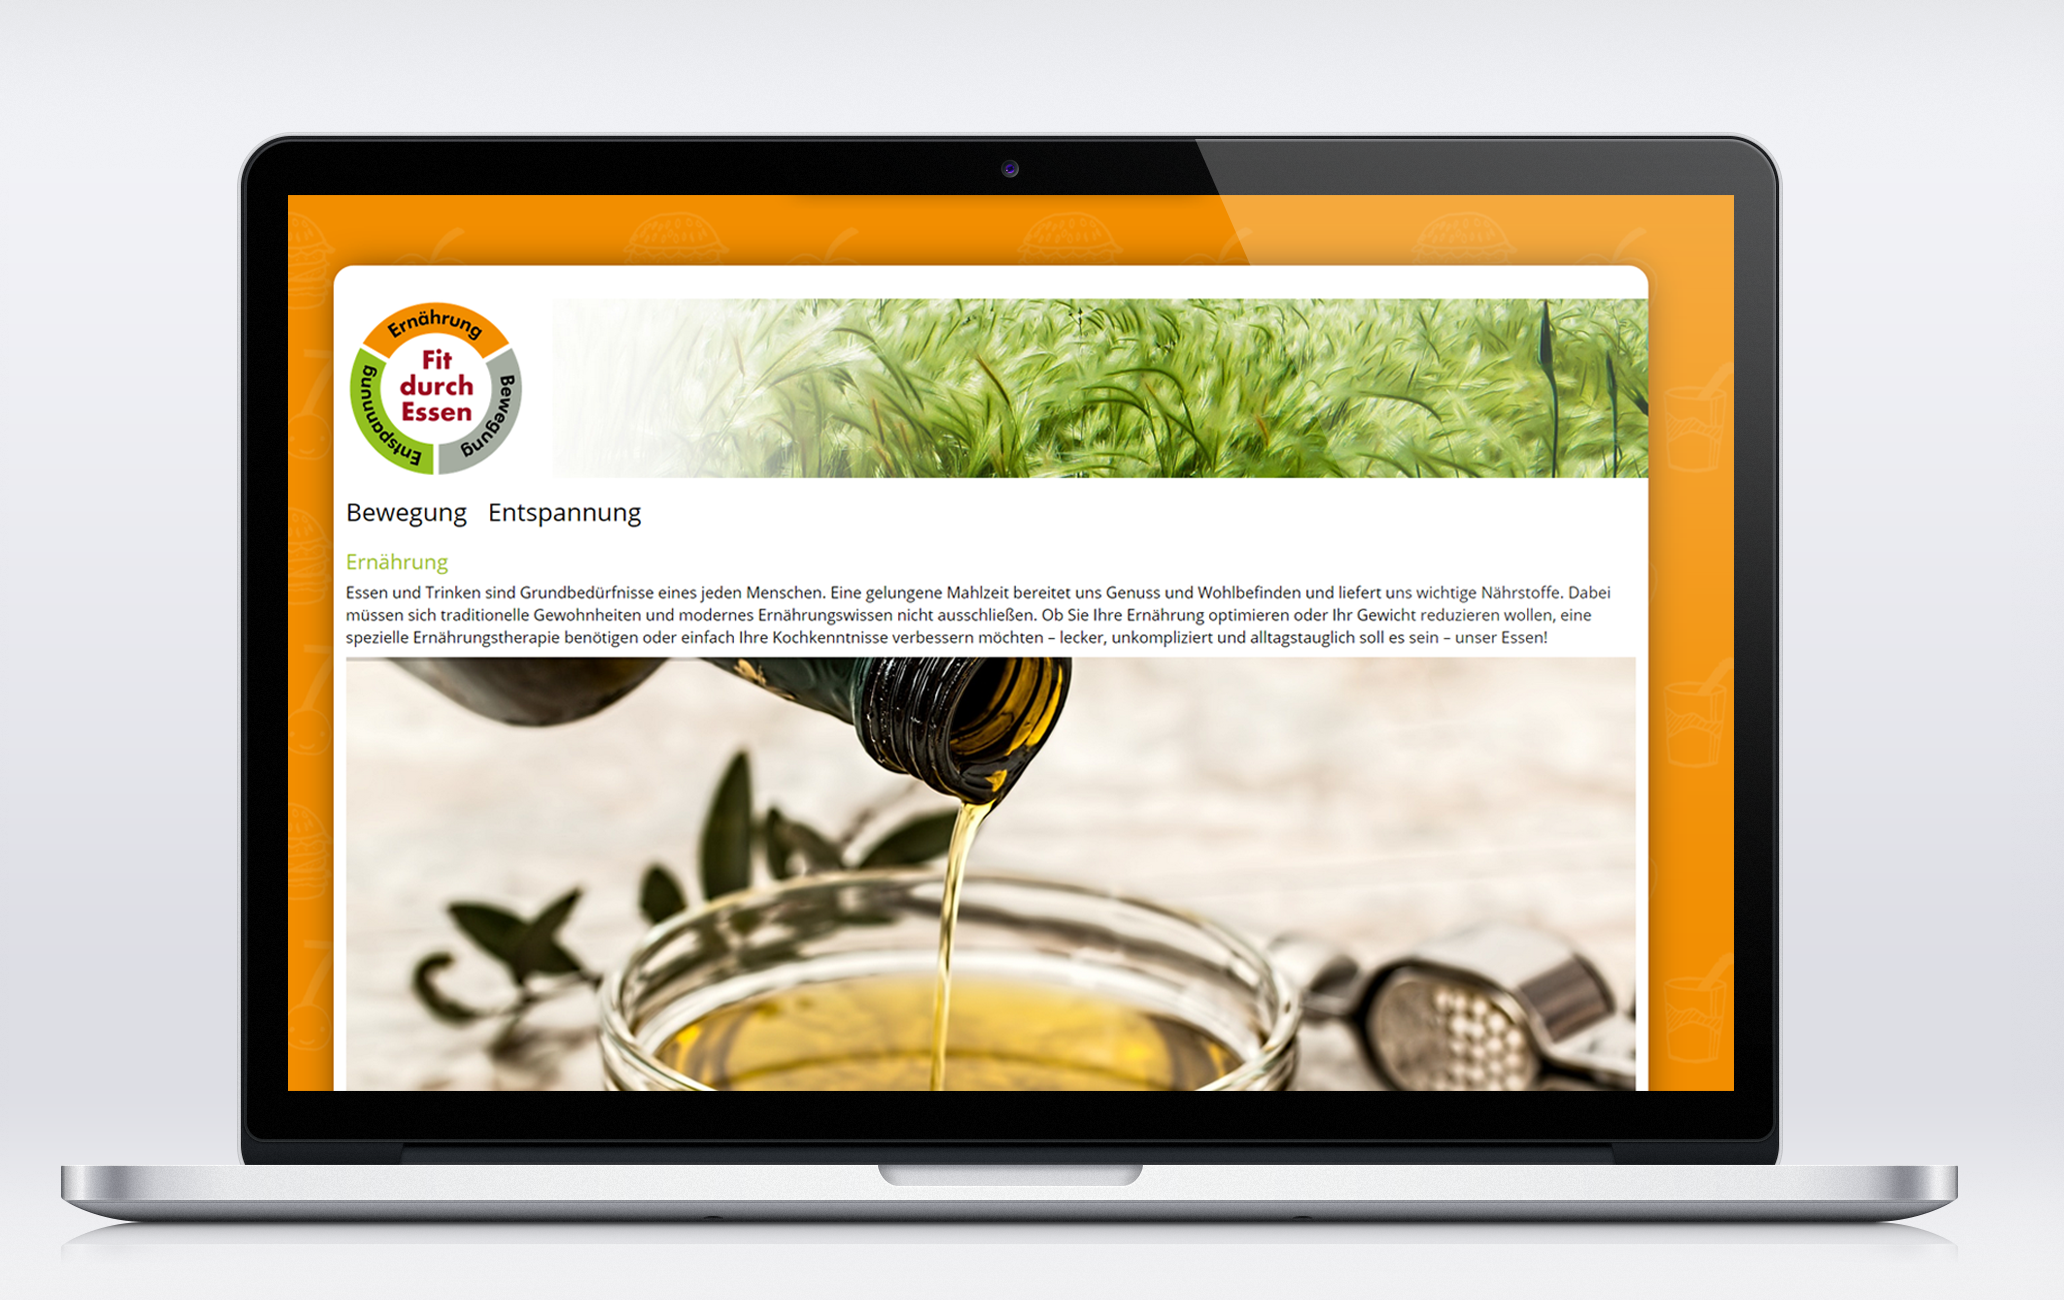 Ernährung
Fit
durch
Essen
Bewegung
Entspannung
Bewegung Entspannung
Ernährung
Essen und Trinken sind Grundbedürfnisse eines jeden Menschen. Eine gelungene Mahlzeit bereitet uns Genuss und Wohlbefinden und liefert uns wichtige Nährstoffe. Dabei
müssen sich traditionelle Gewohnheiten und modernes Ernährungswissen nicht ausschließen. Ob Sie Ihre Ernährung optimieren oder Ihr Gewicht reduzieren wollen, eine
spezielle Ernährungstherapie benötigen oder einfach Ihre Kochkenntnisse verbessern möchten – lecker, unkompliziert und alltagstauglich soll es sein – unser Essen!